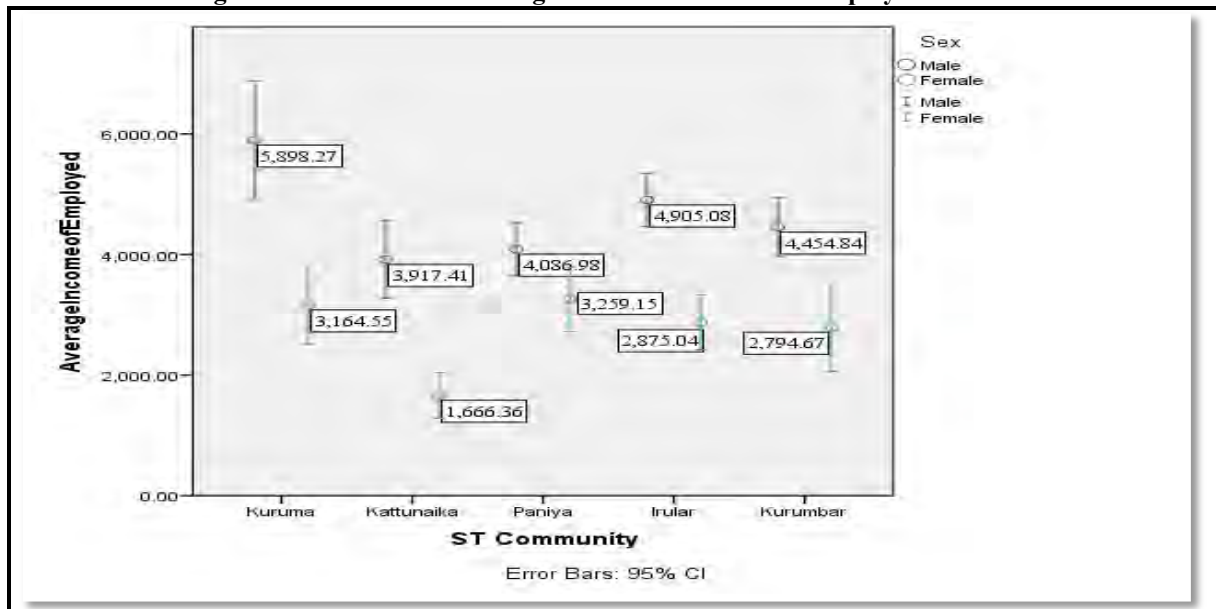 Sex
Male
Female
Male
Female
AverageIncomeofEmployed
6,000.00
4,000.00
2,000.00
0.00
5,898.27
3,164.55
3,917.41
1,666.36
4,086.98
3,259.15
4,905.08
2,875.04
4,454.84
2,794.67
Kuruma
Kattunaika
Paniya
Irular
Kurumbar
ST Community
Error Bars: 95% CI